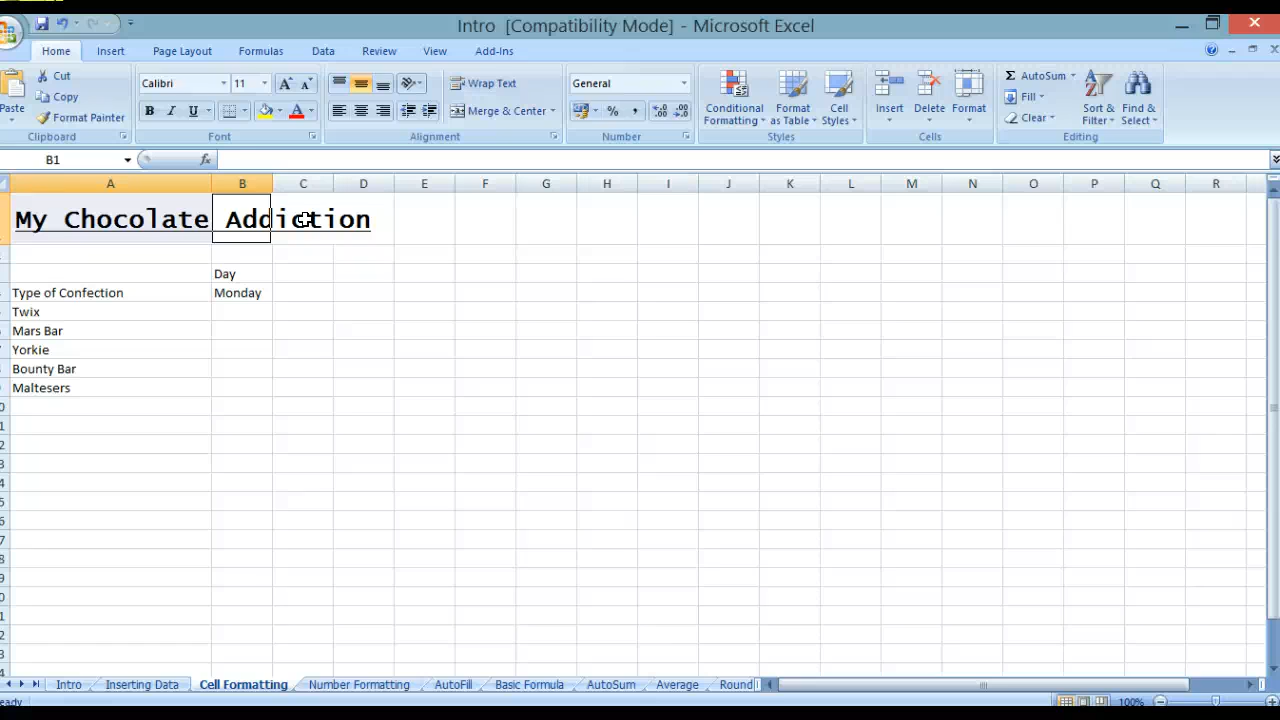 Intro [Compatibility Mode] - Microsoft Excel
Home Insert Page Layout Formulas Data Review View Add-Ins
Cut
Copy
Format Painter
Paste
Clipboard
Calibri 11
B I U A
Font
Wrap Text
Merge & Center
Alignment
General
% ,
Number
Conditional Formatting
Format as Table
Cell Styles
Styles
Insert Delete Format
Cells
Σ AutoSum
Fill
Clear
Sort & Filter
Find & Select
Editing
B1 fx
A B C D E F G H I J K L M N O P Q R
My Chocolate Addiction
Day
Type of Confection Monday
Twix
Mars Bar
Yorkie
Bounty Bar
Maltesers
Intro Inserting Data Cell Formatting Number Formatting AutoFill Basic Formula AutoSum Average Round
100%